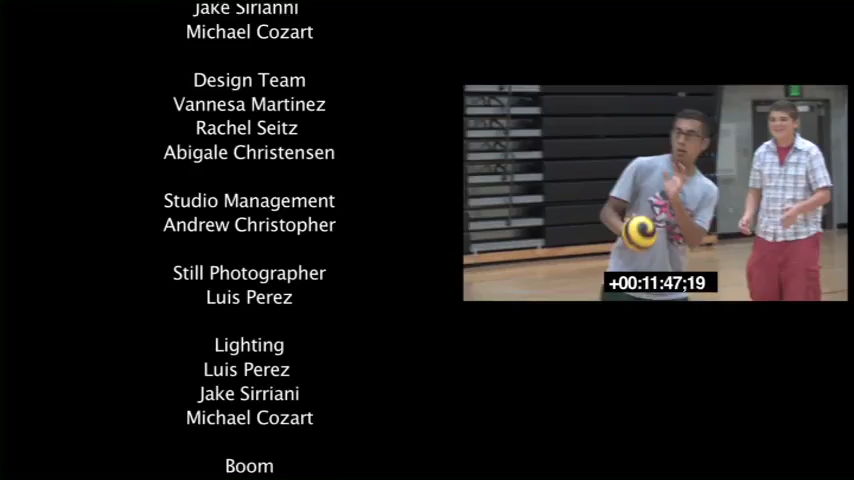 Jake Sirianni
Michael Cozart
Design Team
Vannesa Martinez
Rachel Seitz
Abigale Christensen
Studio Management
Andrew Christopher
Still Photographer
Luis Perez
Lighting
Luis Perez
Jake Sirriani
Michael Cozart
Boom
+00:11:47;19